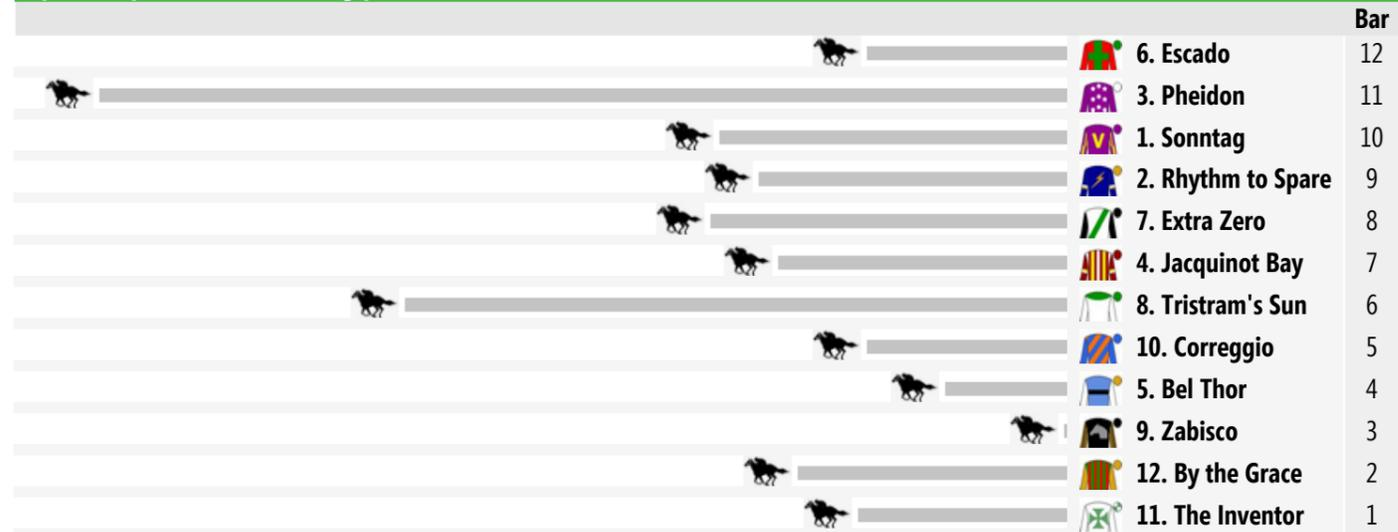 Bar
6. Escado 12
3. Pheidon 11
V
1. Sonntag 10
2. Rhythm to Spare 9
7. Extra Zero 8
4. Jacquinot Bay 7
8. Tristram's Sun 6
10. Correggio 5
5. Bel Thor 4
9. Zabisco 3
12. By the Grace 2
11. The Inventor 1